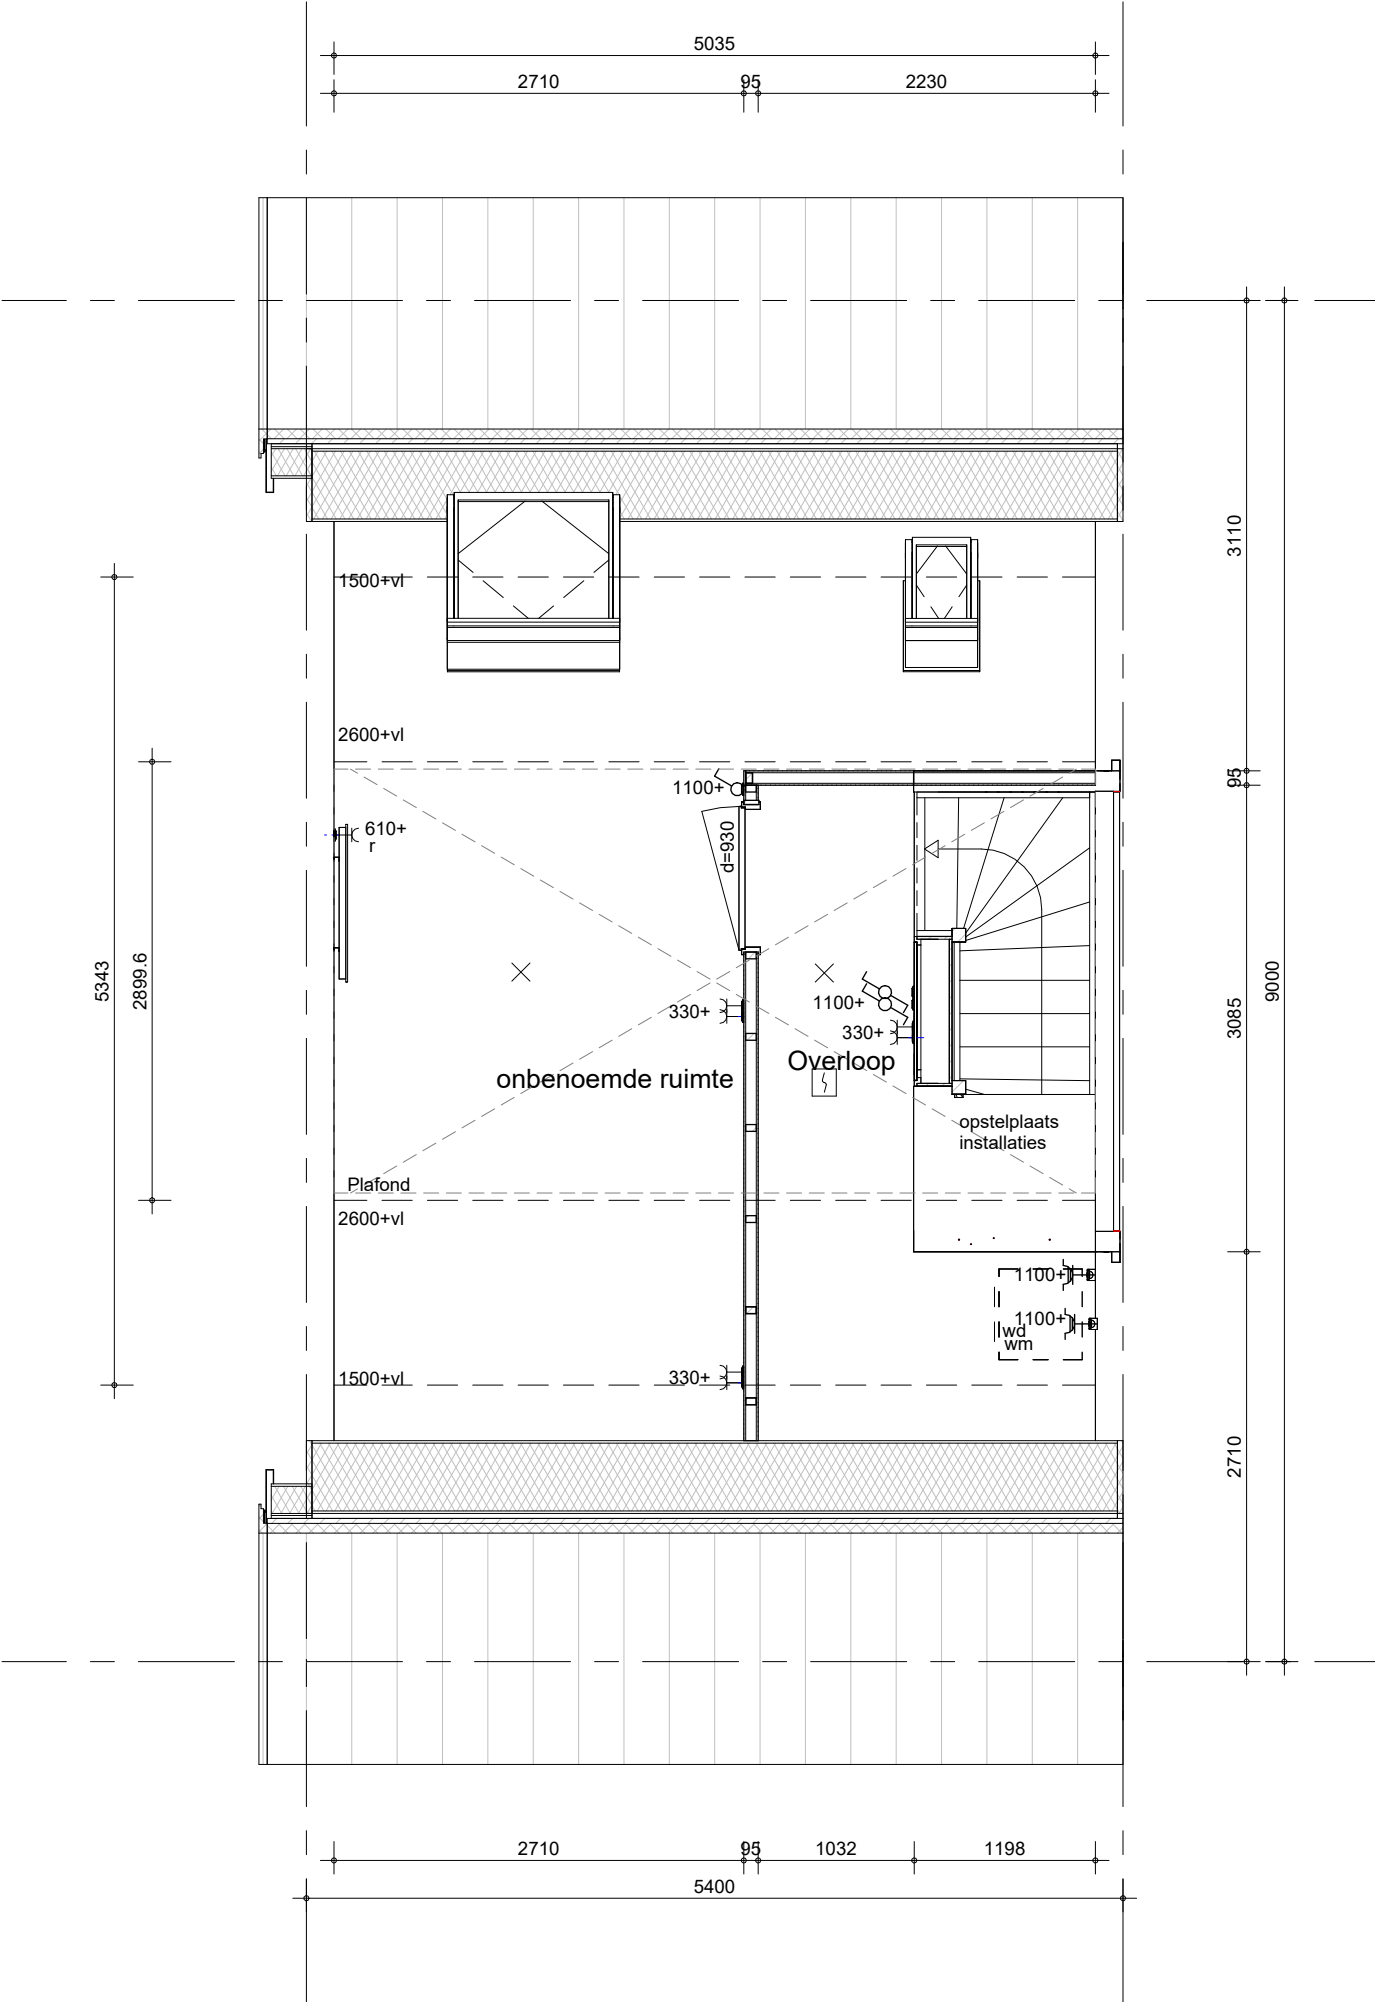 5035
2710
95
2230
1500+vl
3110
2600+vl
1100+
95
610+
r
d=930
5343
2899.6
330+
1100+
330+
3085
9000
Overloop
onbenoemde ruimte
opstelplaats
installaties
Plafond
2600+vl
1100+
1100+
wd
wm
1500+vl
330+
2710
2710
95
1032
1198
5400